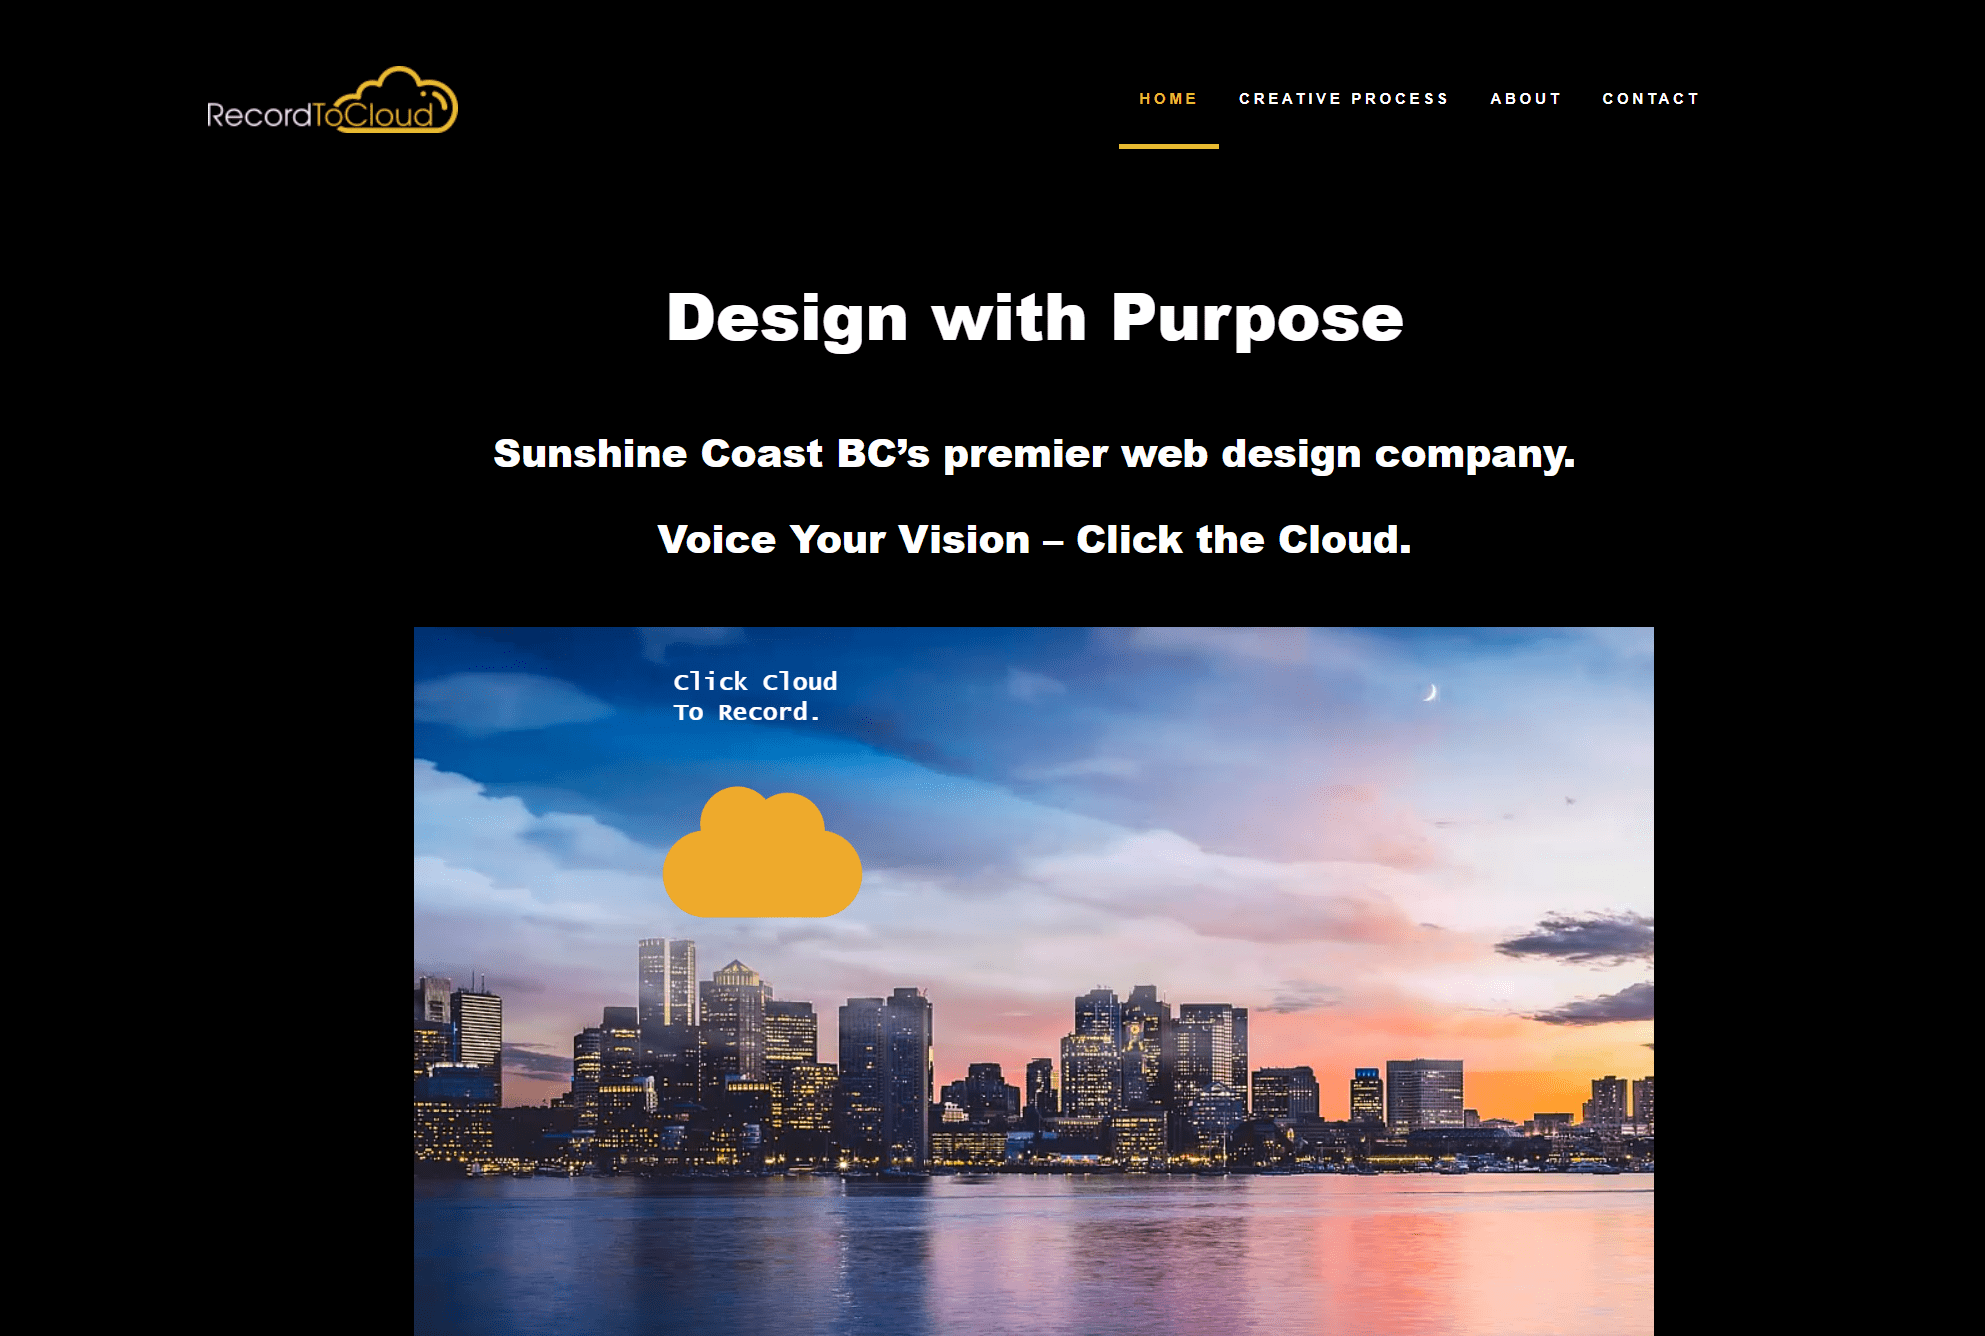 RecordToCloud
HOME CREATIVE PROCESS ABOUT CONTACT
Design with Purpose
Sunshine Coast BC’s premier web design company.
Voice Your Vision – Click the Cloud.
Click Cloud
To Record.